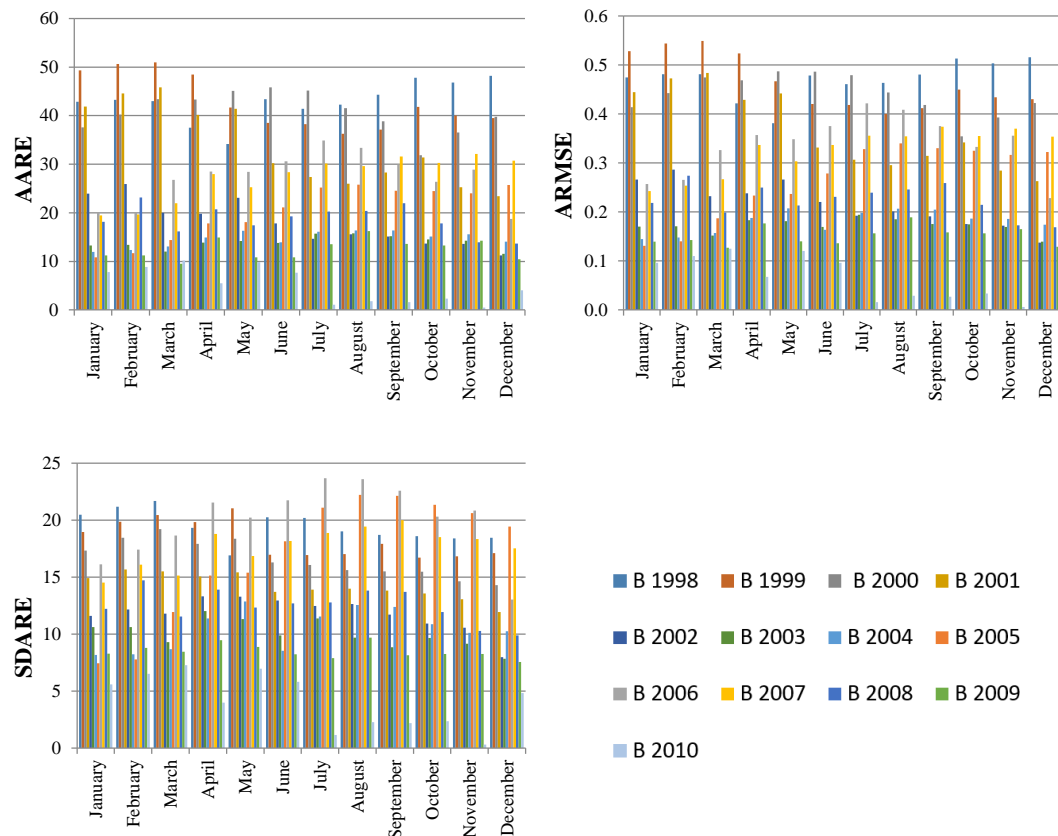 AARE
60
50
40
30
20
10
0
January
February
March
April
May
June
July
August
September
October
November
December
ARMSE
0.6
0.5
0.4
0.3
0.2
0.1
0.0
January
February
March
April
May
June
July
August
September
October
November
December
SDARE
25
20
15
10
5
0
January
February
March
April
May
June
July
August
September
October
November
December
B 1998 B 1999 B 2000 B 2001
B 2002 B 2003 B 2004 B 2005
B 2006 B 2007 B 2008 B 2009
B 2010